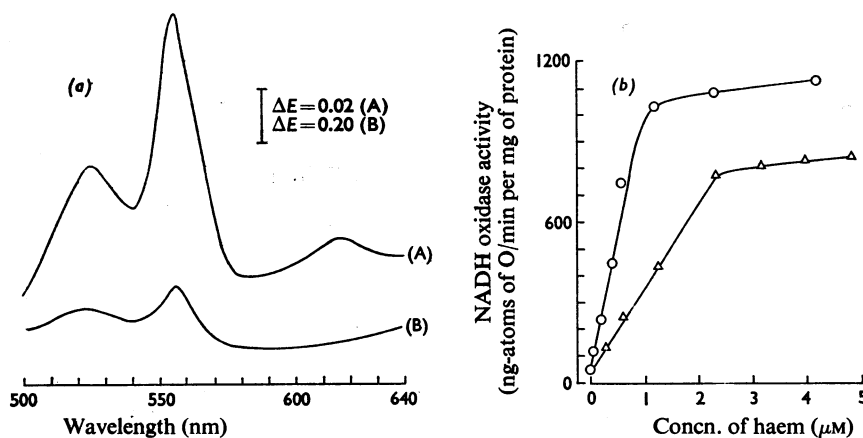 (a)
ΔE=0.02 (A)
ΔE=0.20 (B)
(A)
(B)
500 560 600 640
Wavelength (nm)
(b)
NADH oxidase activity
(ng-atoms of O/min per mg of protein)
1200
600
0
0 1 2 3 4 5
Concn. of haem (μM)